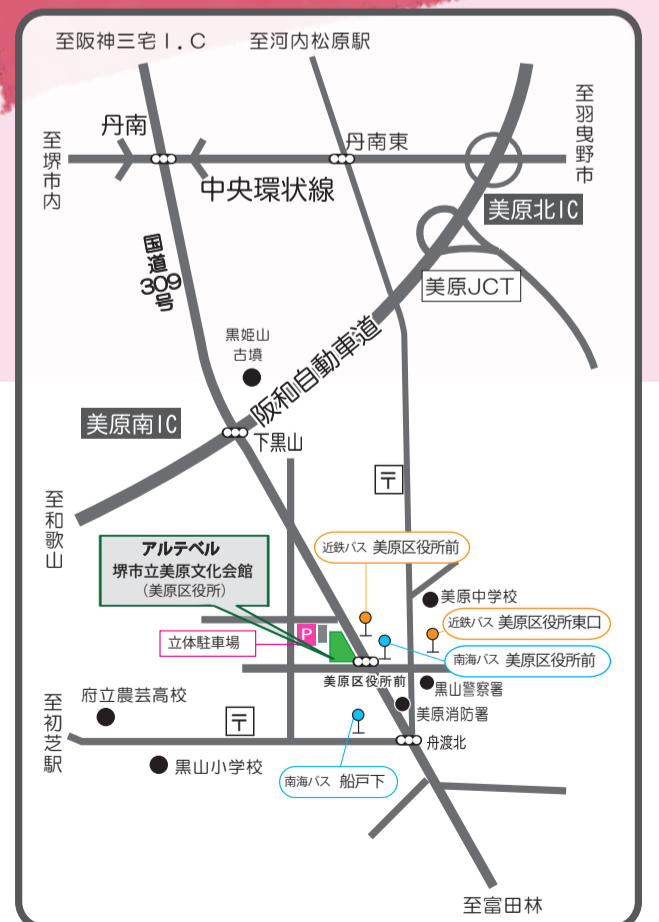 至阪神三宅I.C
至河内松原駅
至羽曳野市
至堺市内
丹南
丹南東
中央環状線
美原北IC
国道309号
美原JCT
黒姫山
古墳
阪和自動車道
美原南IC
下黒山
〒
至和歌山
アルテベル
堺市立美原文化会館
(美原区役所)
近鉄バス 美原区役所前
美原中学校
近鉄バス 美原区役所東口
P
立体駐車場
南海バス 美原区役所前
美原区役所前
黒山警察署
美原消防署
至初芝駅
府立農芸高校
〒
舟渡北
黒山小学校
南海バス 船戸下
至富田林